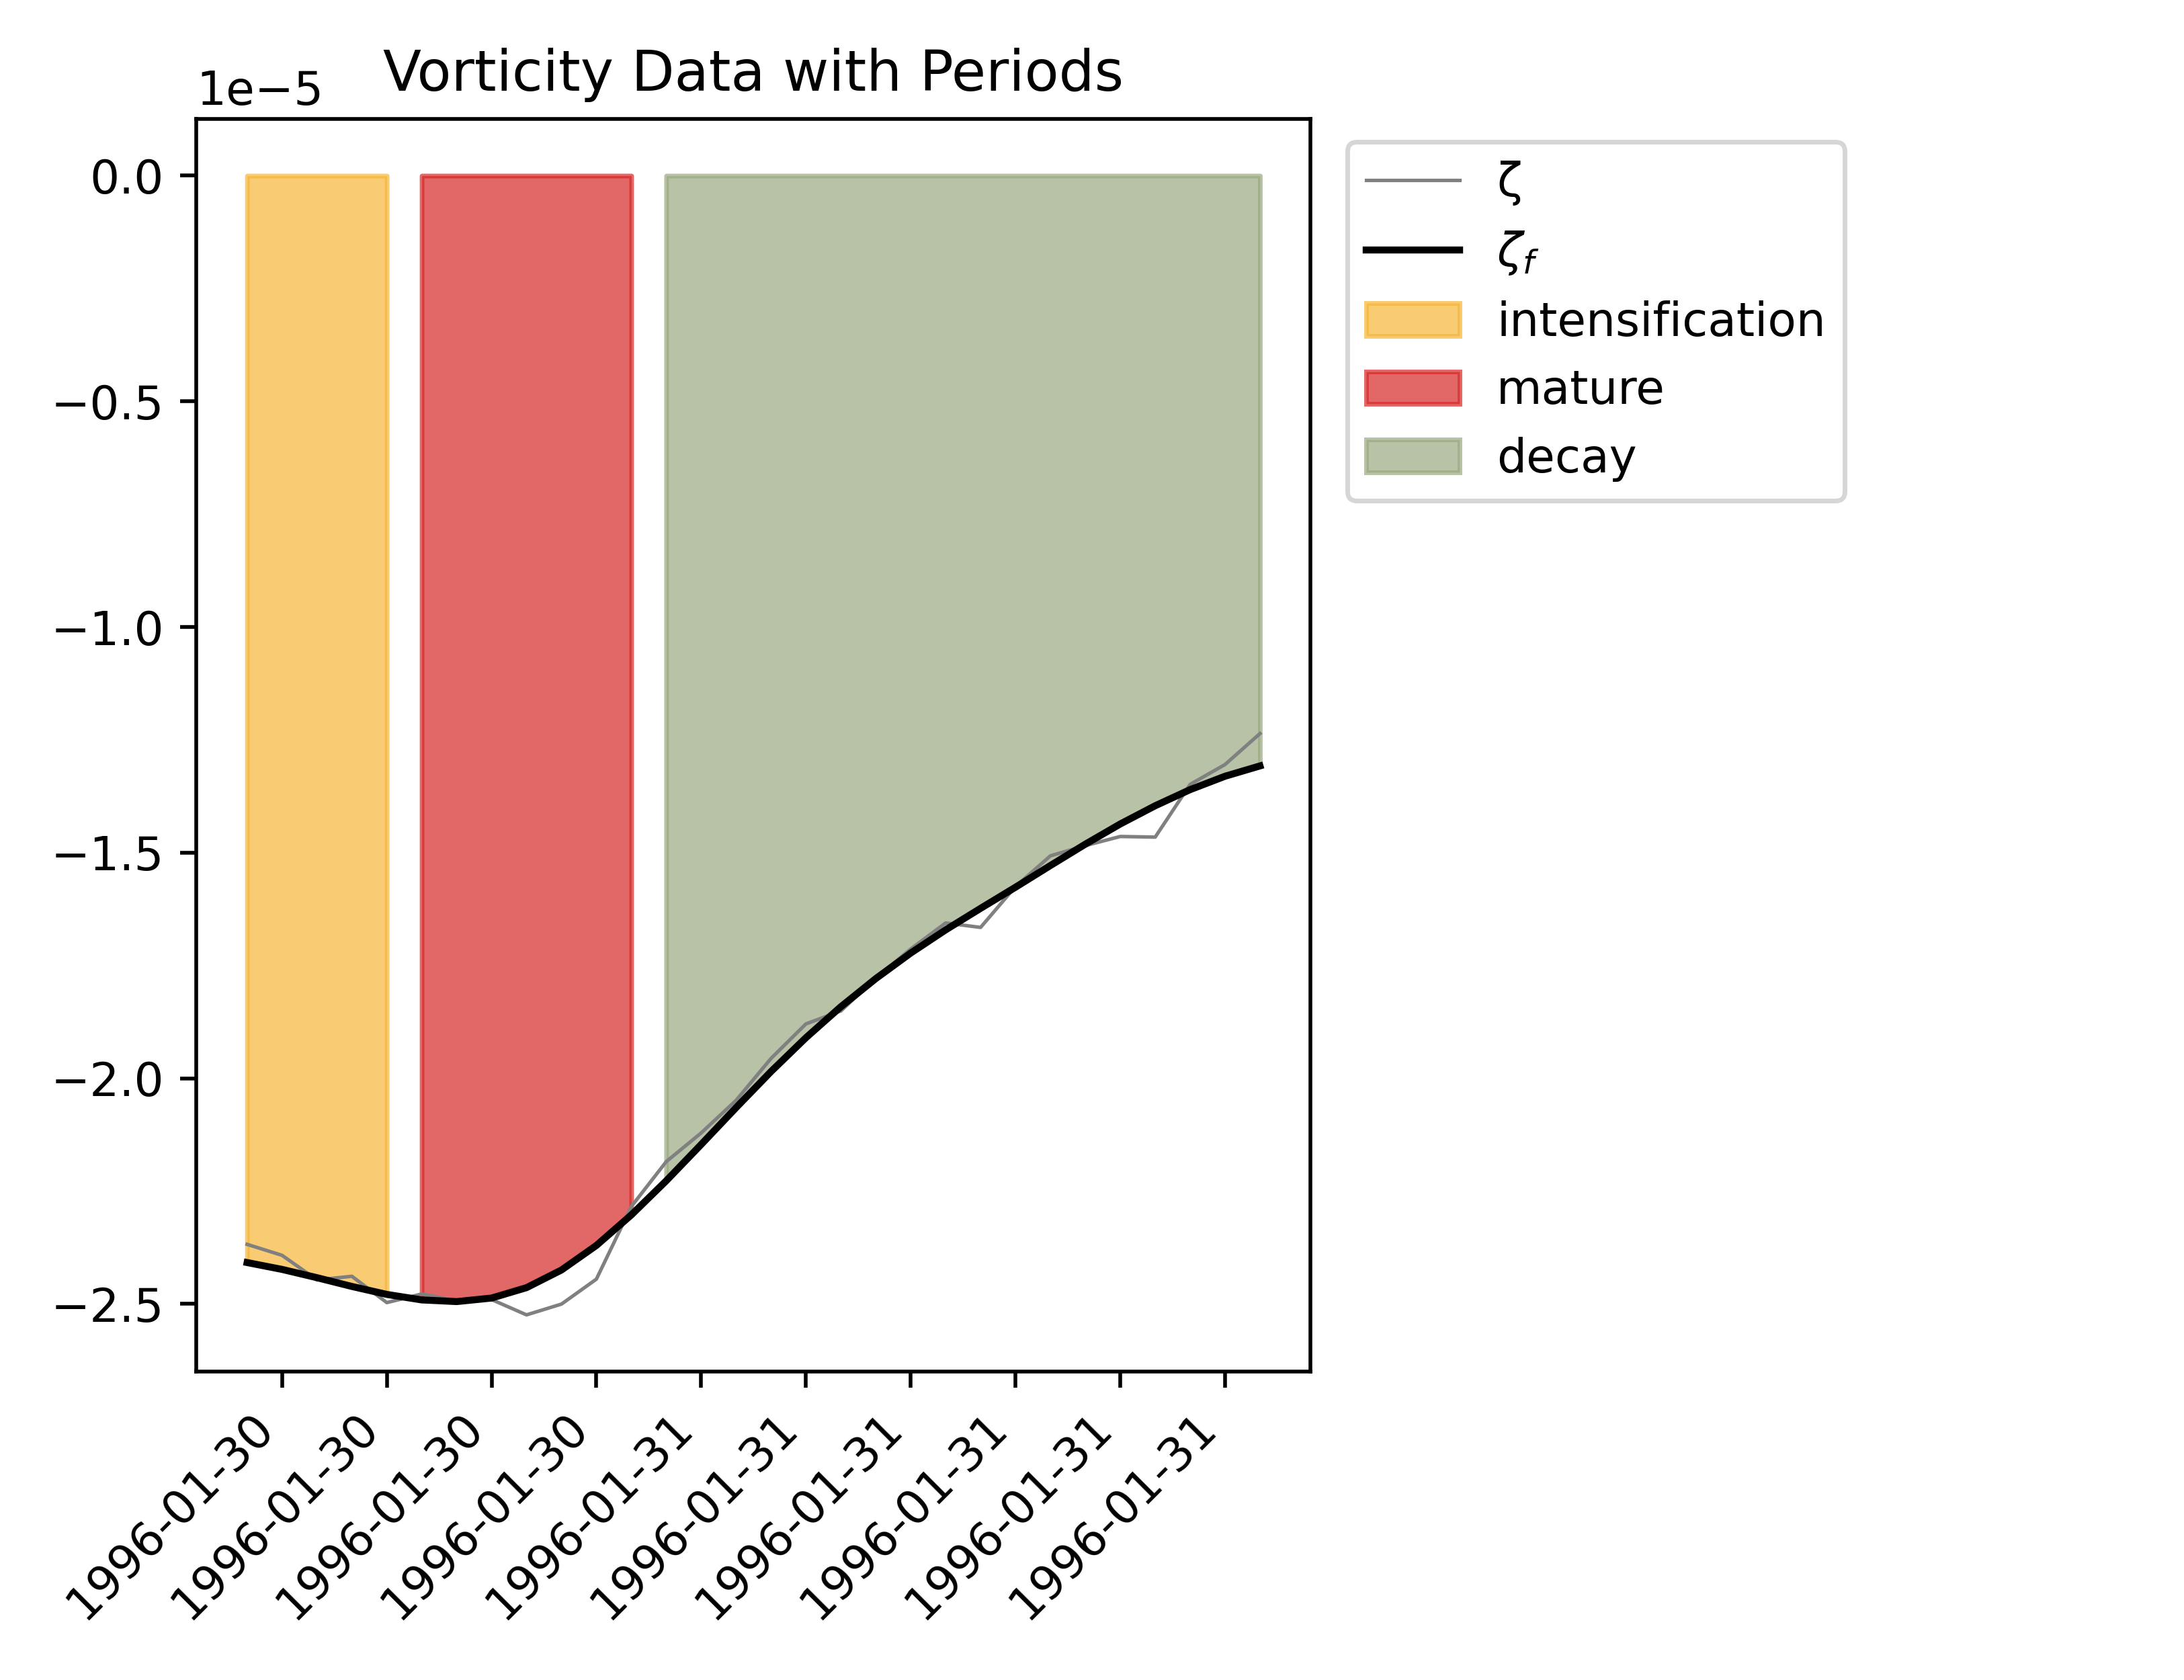 Vorticity Data with Periods
1e−5
0.0
−0.5
−1.0
−1.5
−2.0
−2.5
1996-01-30
1996-01-30
1996-01-30
1996-01-30
1996-01-31
1996-01-31
1996-01-31
1996-01-31
1996-01-31
1996-01-31
ζ
ζf
intensification
mature
decay